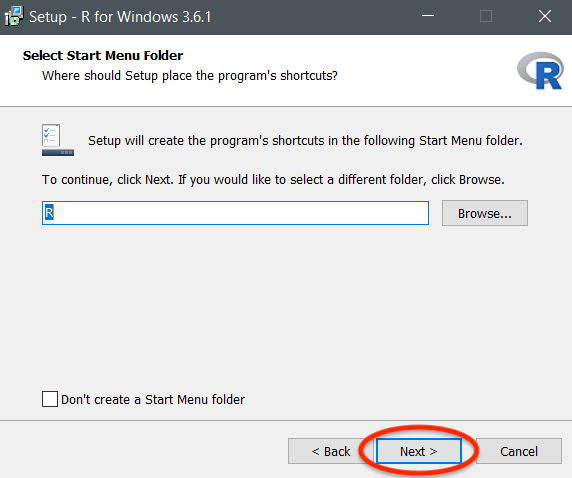 Setup - R for Windows 3.6.1
Select Start Menu Folder
Where should Setup place the program's shortcuts?
R
Setup will create the program's shortcuts in the following Start Menu folder.
To continue, click Next. If you would like to select a different folder, click Browse.
R
Browse...
Don't create a Start Menu folder
< Back
Next >
Cancel